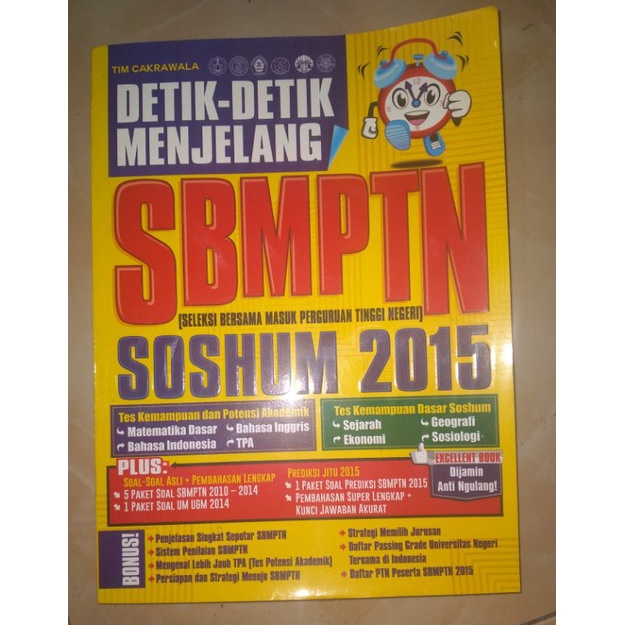 TIM CAKRAWALA
DETIK-DETIK
MENJELANG
SBMPTN
[SELEKSI BERSAMA MASUK PERGURUAN TINGGI NEGERI]
SOSHUM 2015
Tes Kemampuan dan Potensi Akademik
Matematika Dasar
Bahasa Inggris
Bahasa Indonesia
TPA
Tes Kemampuan Dasar Soshum
Sejarah
Geografi
Ekonomi
Sosiologi
PLUS:
SOAL-SOAL ASLI + PEMBAHASAN LENGKAP
5 PAKET SOAL SBMPTN 2010 – 2014
1 PAKET SOAL UM UGM 2014
PREDIKSI JITU 2015
1 PAKET SOAL PREDIKSI SBMPTN 2015
PEMBAHASAN SUPER LENGKAP +
KUNCI JAWABAN AKURAT
EXCELLENT BOOK
Dijamin
Anti Ngulang!
BONUS!
Penjelasan Singkat Seputar SBMPTN
Sistem Penilaian SBMPTN
Mengenal Lebih Jauh TPA [Tes Potensi Akademik]
Persiapan dan Strategi Menuju SBMPTN
Strategi Memilih Jurusan
Daftar Passing Grade Universitas Negeri
Ternama di Indonesia
Daftar PTN Peserta SBMPTN 2015